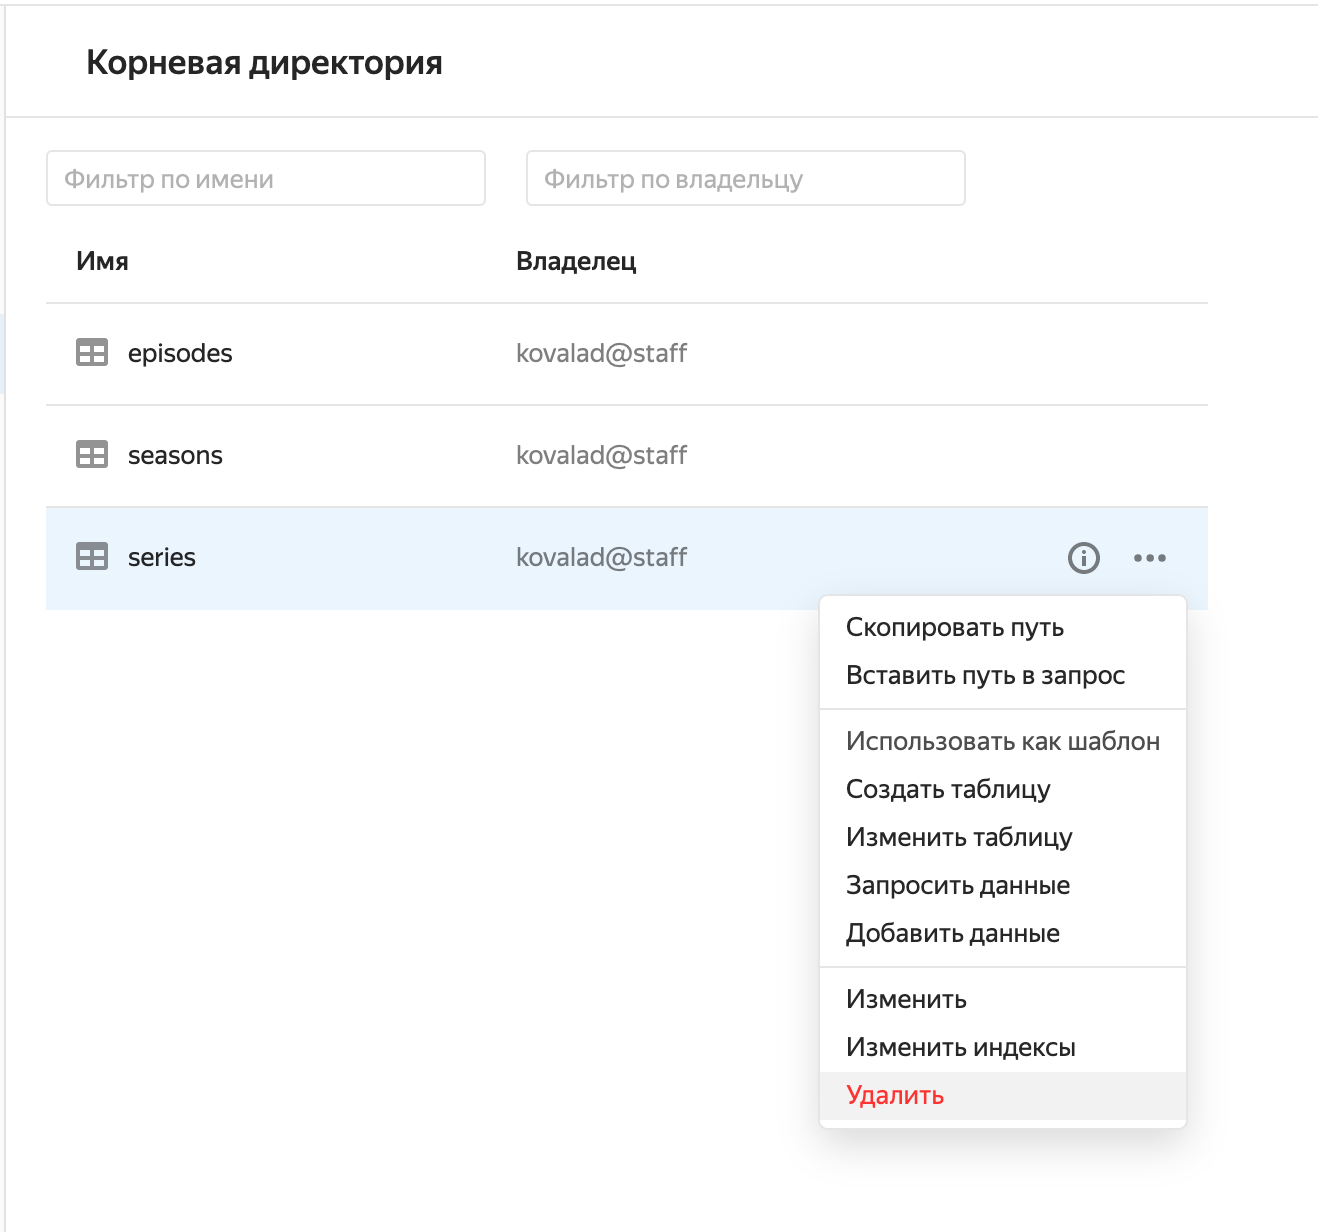 Корневая директория
Фильтр по имени
Фильтр по владельцу
Имя
Владелец
episodes
kovalad@staff
seasons
kovalad@staff
series
kovalad@staff
Скопировать путь
Вставить путь в запрос
Использовать как шаблон
Создать таблицу
Изменить таблицу
Запросить данные
Добавить данные
Изменить
Изменить индексы
Удалить